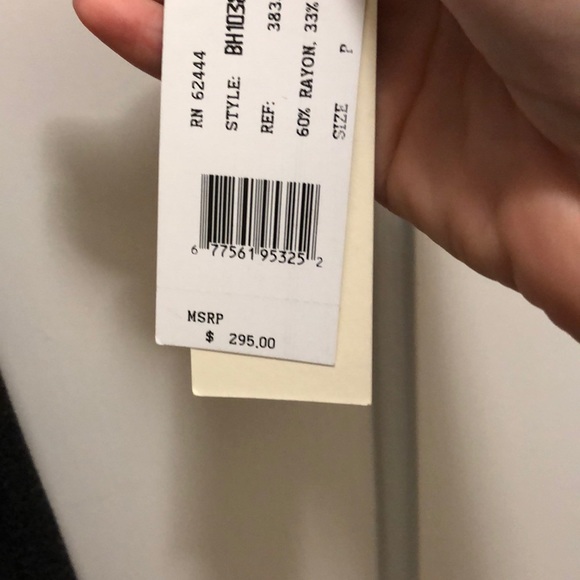 RN 62444
STYLE: BH103
REF: 383
60% RAYON, 33%
SIZE P
6 77561 95325 2
MSRP
$ 295.00